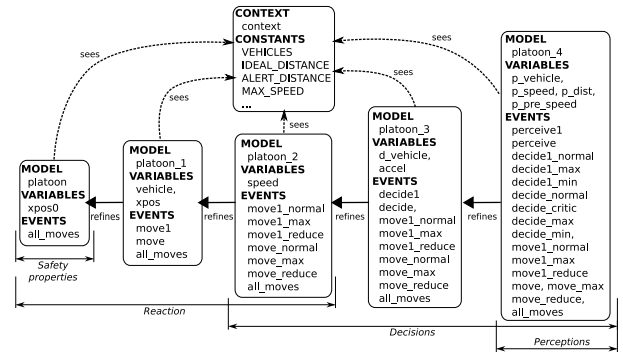 CONTEXT
context
CONSTANTS
VEHICLES
IDEAL_DISTANCE
ALERT_DISTANCE
MAX_SPEED
...
sees
sees
sees
sees
sees
MODEL
platoon
VARIABLES
xpos0
EVENTS
all_moves
refines
MODEL
platoon_1
VARIABLES
vehicle,
xpos
EVENTS
move1
move
all_moves
refines
MODEL
platoon_2
VARIABLES
speed
EVENTS
move1_normal
move1_max
move1_reduce
move_normal
move_max
move_reduce
all_moves
refines
MODEL
platoon_3
VARIABLES
d_vehicle,
accel
EVENTS
decide1
decide,
move1_normal
move1_max
move1_reduce
move_normal
move_max
move_reduce
all_moves
refines
MODEL
platoon_4
VARIABLES
p_vehicle,
p_speed, p_dist,
p_pre_speed
EVENTS
perceive1
perceive
decide1_normal
decide1_max
decide1_min
decide_normal
decide_critic
decide_max
decide_min,
move1_normal
move1_max
move1_reduce
move, move_max
move_reduce,
all_moves
Safety
properties
Reaction
Decisions
Perceptions